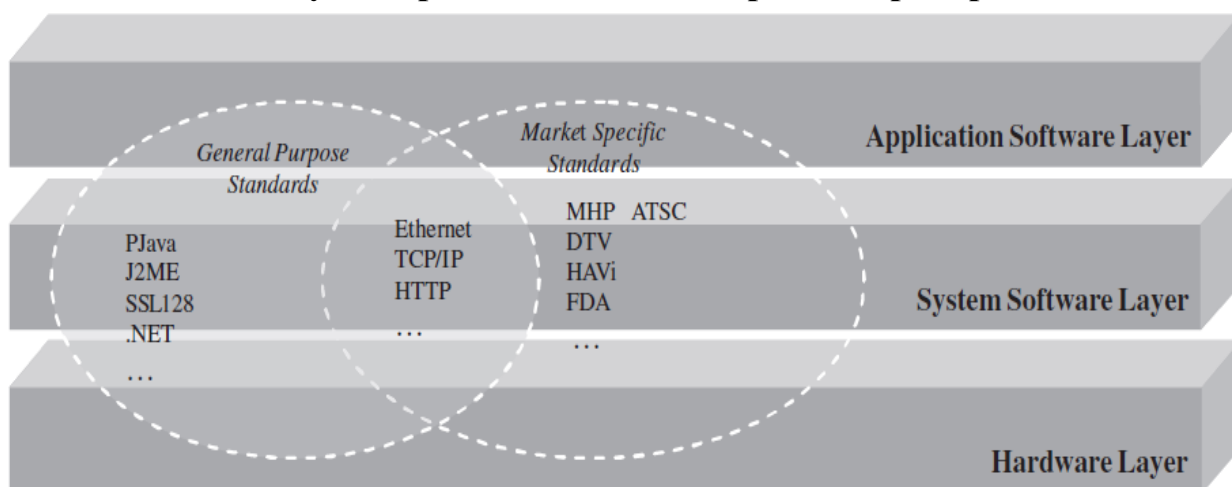 Application Software Layer
General Purpose
Standards
Market Specific
Standards
PJava
J2ME
SSL128
.NET
…
Ethernet
TCP/IP
HTTP
…
MHP ATSC
DTV
HAVi
FDA
…
System Software Layer
Hardware Layer